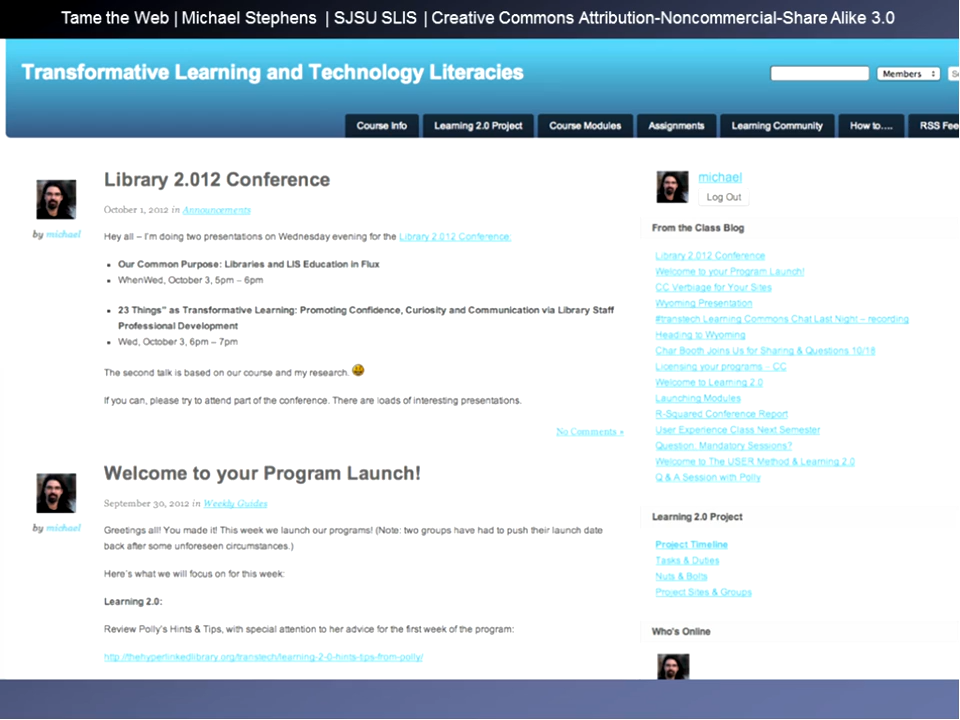 Tame the Web | Michael Stephens | SJSU SLIS | Creative Commons Attribution-Noncommercial-Share Alike 3.0
Transformative Learning and Technology Literacies
Members
Course Info
Learning 2.0 Project
Course Modules
Assignments
Learning Community
How to....
RSS Fee
Library 2.012 Conference
October 1, 2012 in Announcements
by michael
Hey all – I'm doing two presentations on Wednesday evening for the Library 2.012 Conference:
Our Common Purpose: Libraries and LIS Education in Flux
WhenWed, October 3, 5pm – 6pm
23 Things" as Transformative Learning: Promoting Confidence, Curiosity and Communication via Library Staff
Professional Development
Wed, October 3, 6pm – 7pm
The second talk is based on our course and my research.
If you can, please try to attend part of the conference. There are loads of interesting presentations.
No Comments »
Welcome to your Program Launch!
September 30, 2012 in Weekly Guides
by michael
Greetings all! You made it! This week we launch our programs! (Note: two groups have had to push their launch date
back after some unforeseen circumstances.)
Here's what we will focus on for this week:
Learning 2.0:
Review Polly's Hints & Tips, with special attention to her advice for the first week of the program:
http://thehyperlinkedlibrary.org/transtech/learning-2-0-hints-tips-from-polly/
michael
Log Out
From the Class Blog
Library 2.012 Conference
Welcome to your Program Launch!
CC Verbiage for Your Sites
Wyoming Presentation
#transtech Learning Commons Chat Last Night – recording
Heading to Wyoming
Char Booth Joins Us for Sharing & Questions 10/18
Licensing your programs – CC
Welcome to Learning 2.0
Launching Modules
R-Squared Conference Report
User Experience Class Next Semester
Question: Mandatory Sessions?
Welcome to The USER Method & Learning 2.0
Q & A Session with Polly
Learning 2.0 Project
Project Timeline
Tasks & Duties
Nuts & Bolts
Project Sites & Groups
Who's Online